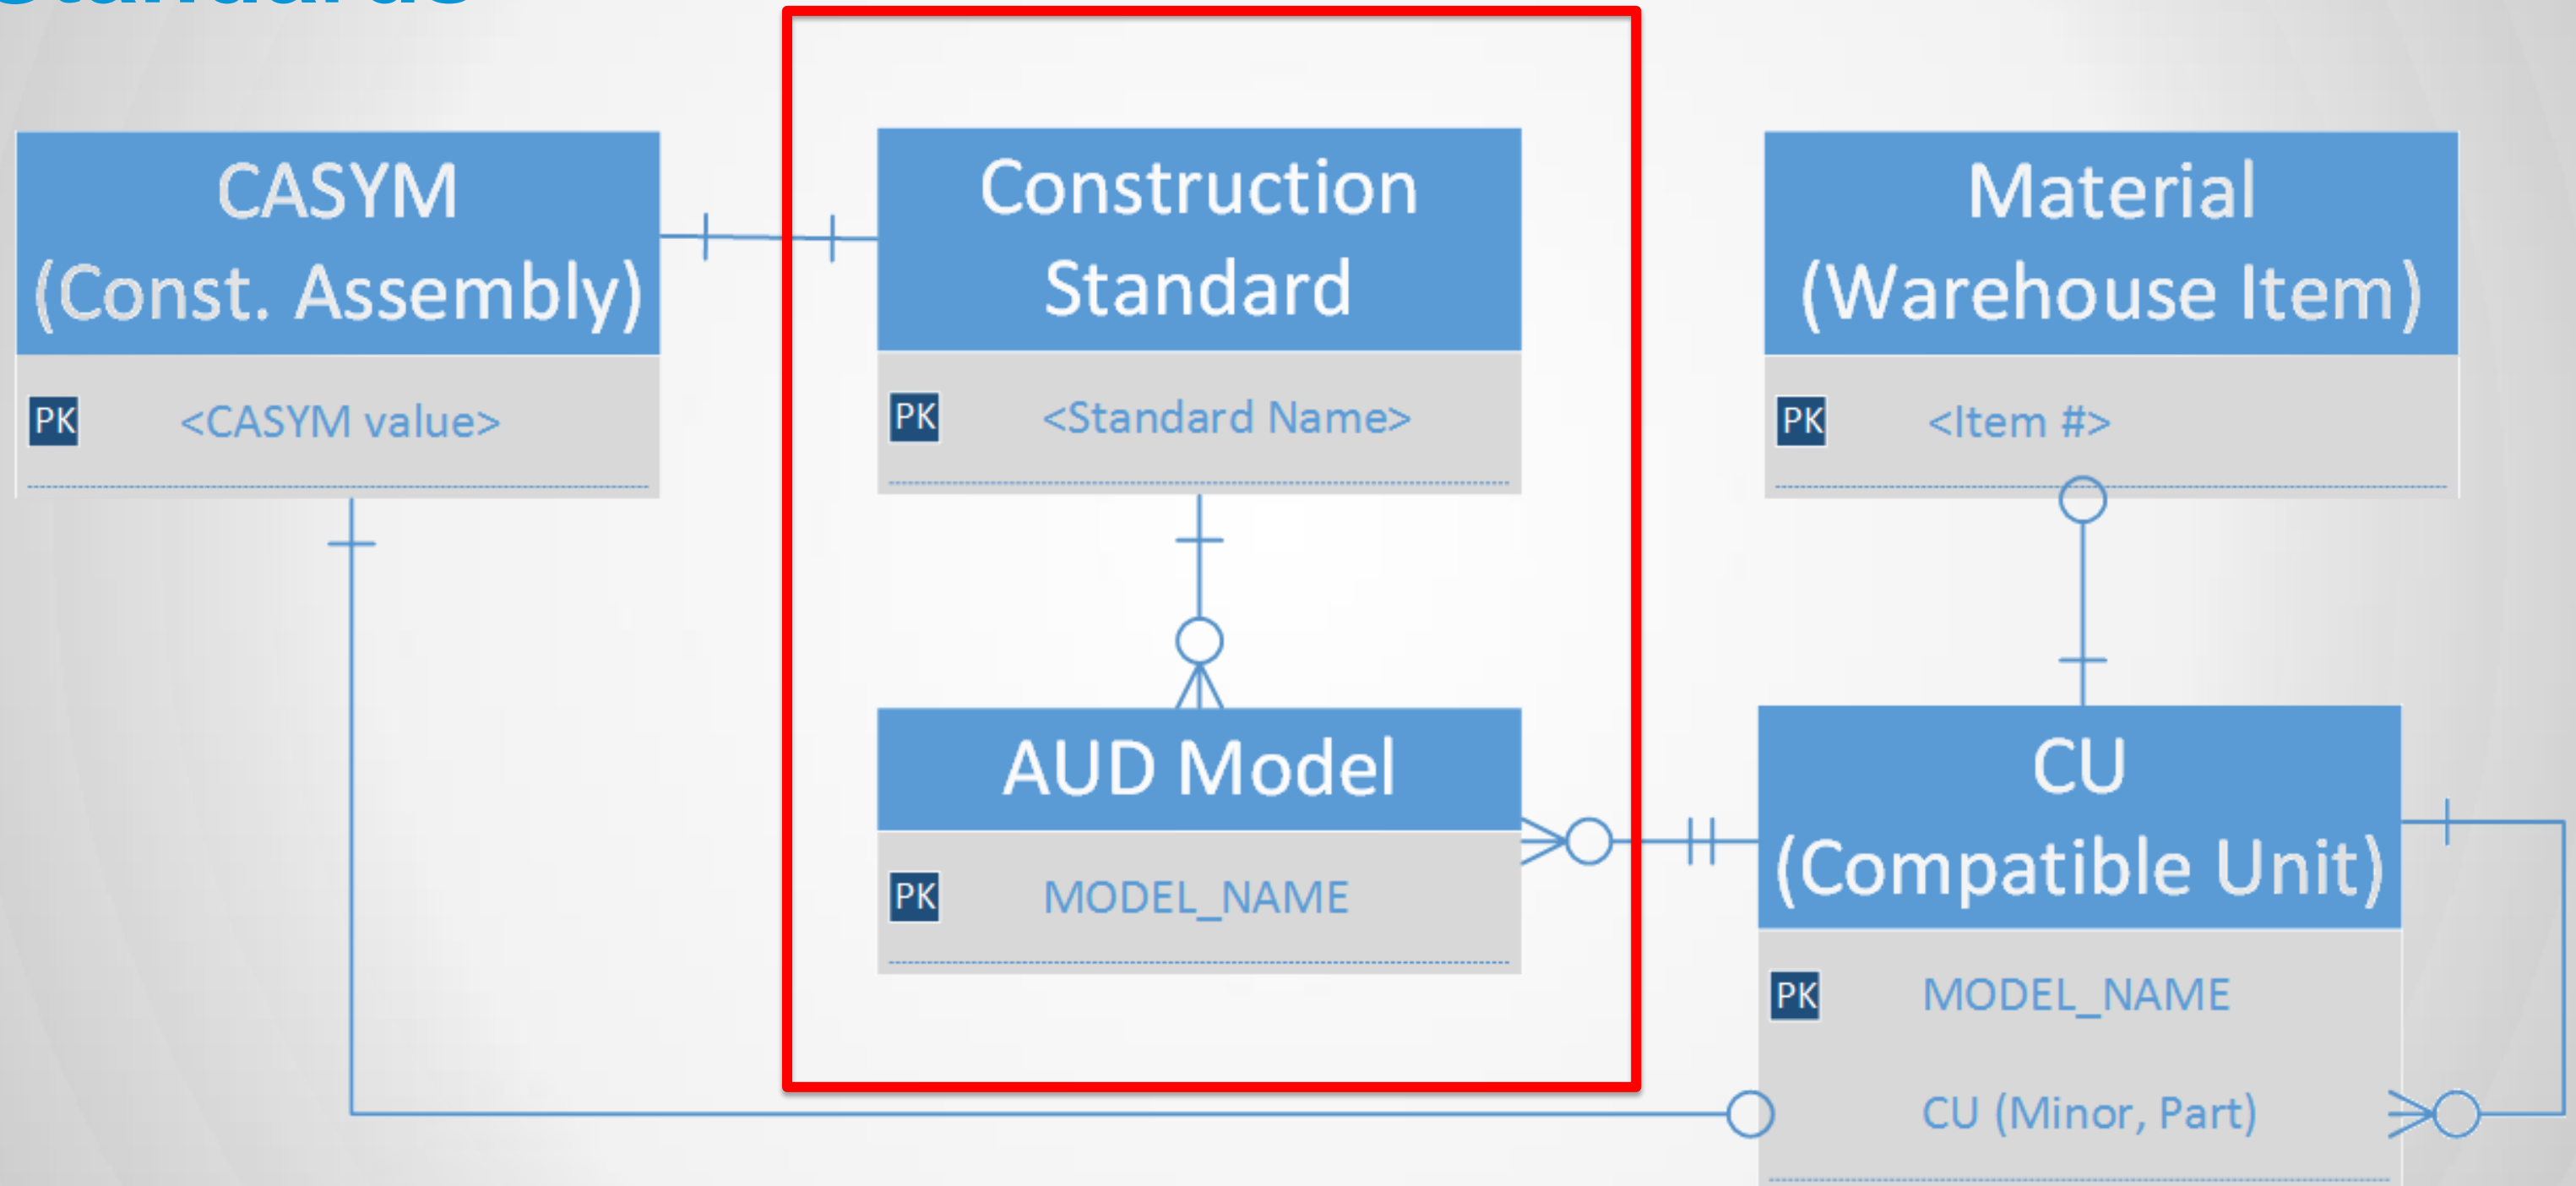 CASYM
(Const. Assembly)
PK <CASYM value>
Construction
Standard
PK <Standard Name>
Material
(Warehouse Item)
PK <Item #>
AUD Model
PK MODEL_NAME
CU
(Compatible Unit)
PK MODEL_NAME
CU (Minor, Part)